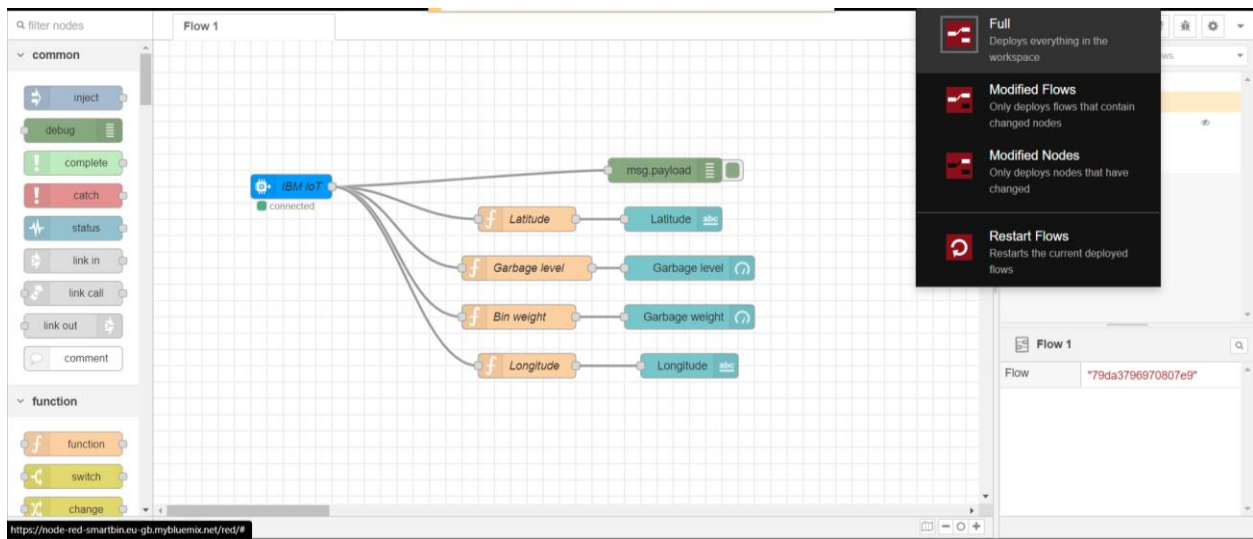 filter nodes
Flow 1
common
inject
debug
complete
catch
status
link in
link call
link out
comment
function
function
switch
change
IBM IoT
connected
msg.payload
Latitude
Latitude
abc
Garbage level
Garbage level
Bin weight
Garbage weight
Longitude
Longitude
abc
Full
Deploys everything in the
workspace
Modified Flows
Only deploys flows that contain
changed nodes
Modified Nodes
Only deploys nodes that have
changed
Restart Flows
Restarts the current deployed
flows
Flow 1
Flow
"79da3796970807e9"
https://node-red-smartbin.eu-gb.mybluemix.net/red/#